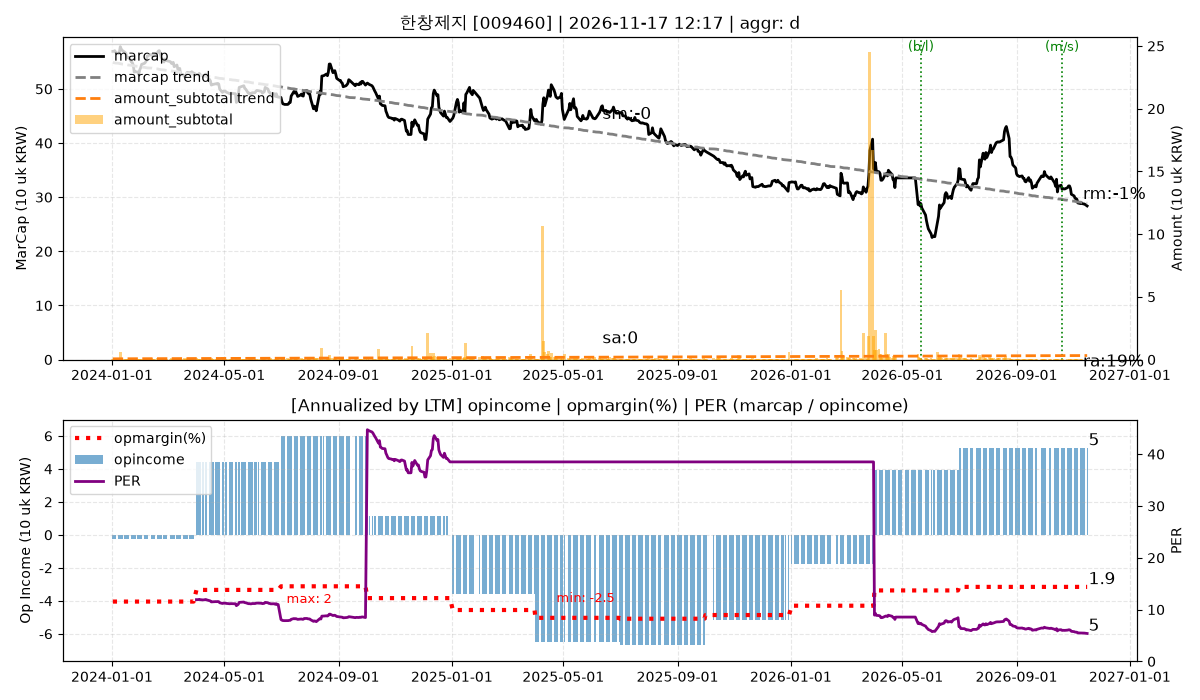 한창제지 [009460] | 2026-11-17 12:17 | aggr: d
marcap
marcap trend
amount_subtotal trend
amount_subtotal
(b/l)
(m/s)
sm:-0
rm:-1%
sa:0
ra:19%
MarCap (10 uk KRW)
50
40
30
20
10
0
Amount (10 uk KRW)
25
20
15
10
5
0
2024-01-01 2024-05-01 2024-09-01 2025-01-01 2025-05-01 2025-09-01 2026-01-01 2026-05-01 2026-09-01 2027-01-01
[Annualized by LTM] opincome | opmargin(%) | PER (marcap / opincome)
opmargin(%)
opincome
PER
max: 2
min: -2.5
5
1.9
5
Op Income (10 uk KRW)
6
4
2
0
-2
-4
-6
PER
40
30
20
10
0
2024-01-01 2024-05-01 2024-09-01 2025-01-01 2025-05-01 2025-09-01 2026-01-01 2026-05-01 2026-09-01 2027-01-01